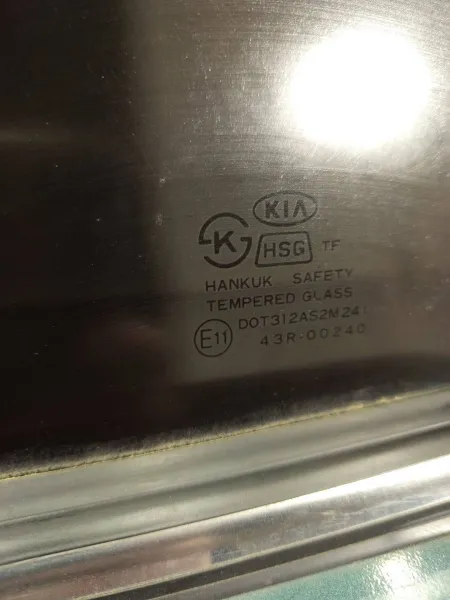 KIA
K
HSG TF
HANKUK SAFETY
TEMPERED GLASS
DOT312AS2M241
E11
43R-00240